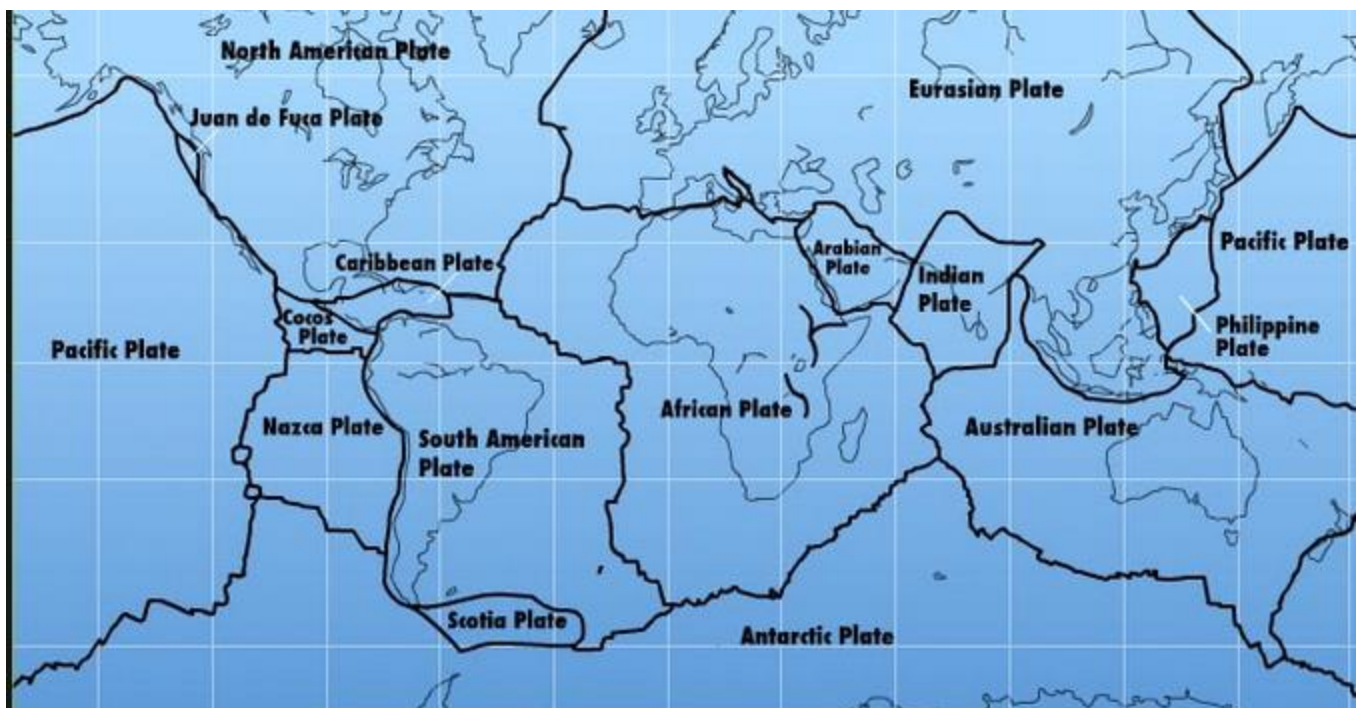 North American Plate
Eurasian Plate
Juan de Fuca Plate
Pacific Plate
Arabian
Plate
Caribbean Plate
Indian
Plate
Cocos
Plate
Philippine
Plate
Pacific Plate
African Plate
Nazca Plate
South American
Plate
Australian Plate
Scotia Plate
Antarctic Plate